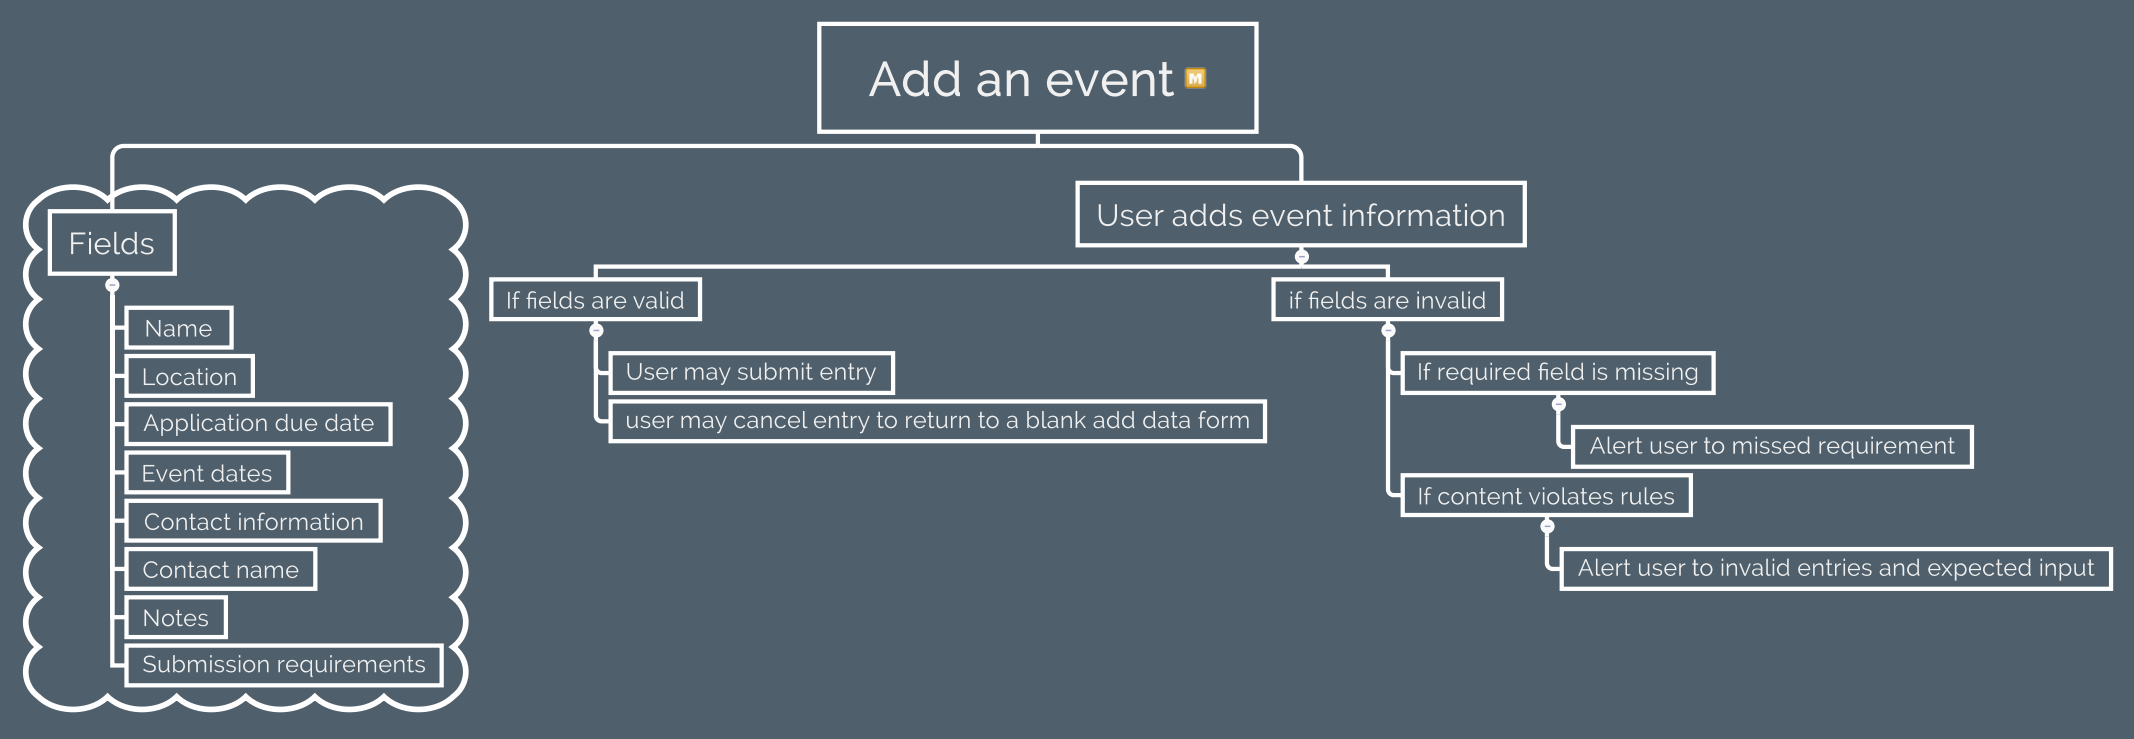 Add an event M
Fields
Name
Location
Application due date
Event dates
Contact information
Contact name
Notes
Submission requirements
User adds event information
If fields are valid
User may submit entry
user may cancel entry to return to a blank add data form
if fields are invalid
If required field is missing
Alert user to missed requirement
If content violates rules
Alert user to invalid entries and expected input